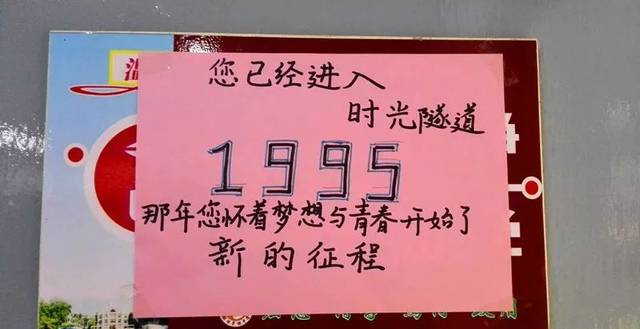 您已经进入
时光隧道
1995
那年您怀着梦想与青春开始了
新的征程